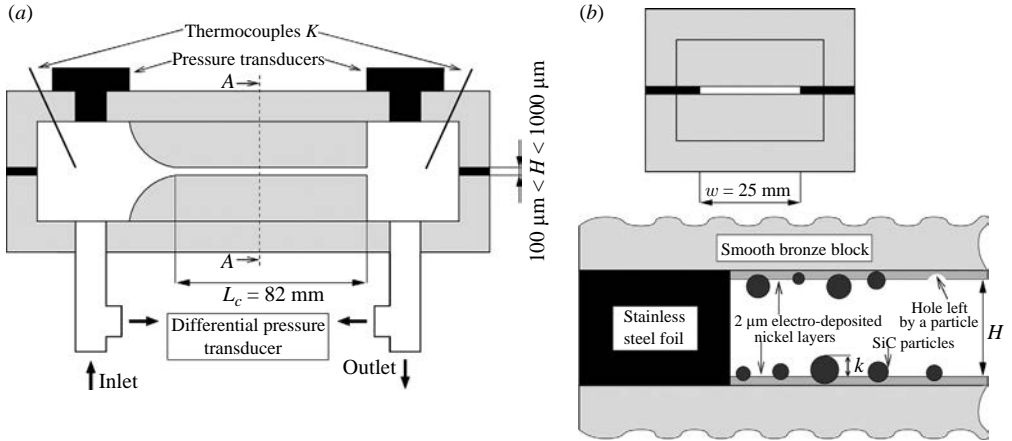 (a)
Thermocouples K
Pressure transducers
A
100 μm < H < 1000 μm
A
L_c = 82 mm
Differential pressure
transducer
Inlet
Outlet
(b)
w = 25 mm
Smooth bronze block
Stainless
steel foil
2 μm electro-deposited
nickel layers
Hole left
by a particle
SiC particles
k
H